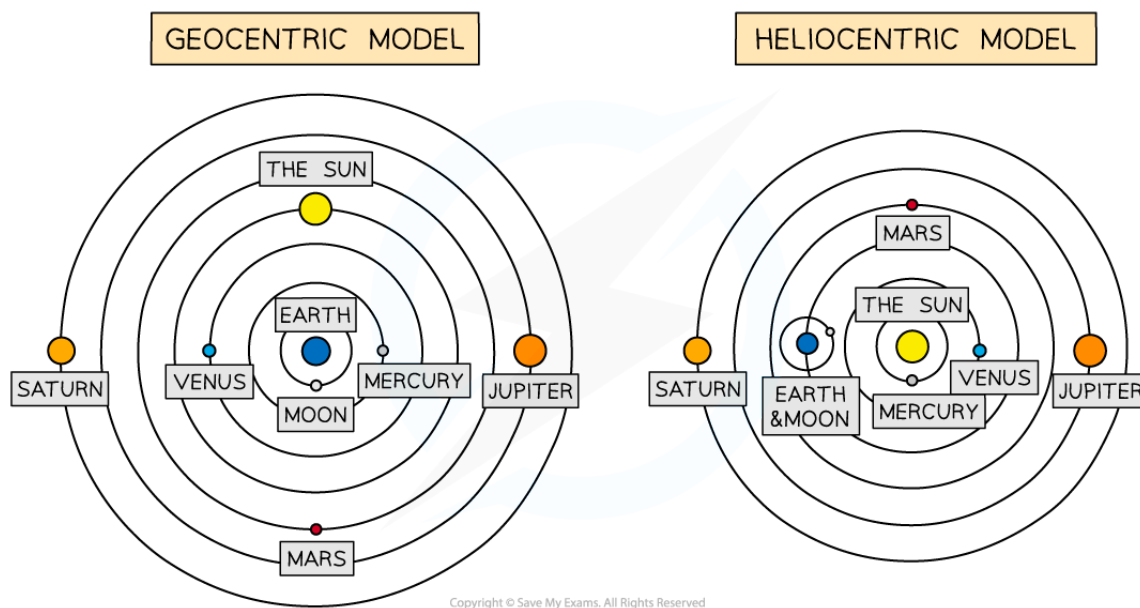 GEOCENTRIC MODEL
THE SUN
EARTH
SATURN
VENUS
MERCURY
JUPITER
MOON
MARS
HELIOCENTRIC MODEL
MARS
THE SUN
SATURN
EARTH
&MOON
MERCURY
VENUS
JUPITER
Copyright © Save My Exams. All Rights Reserved